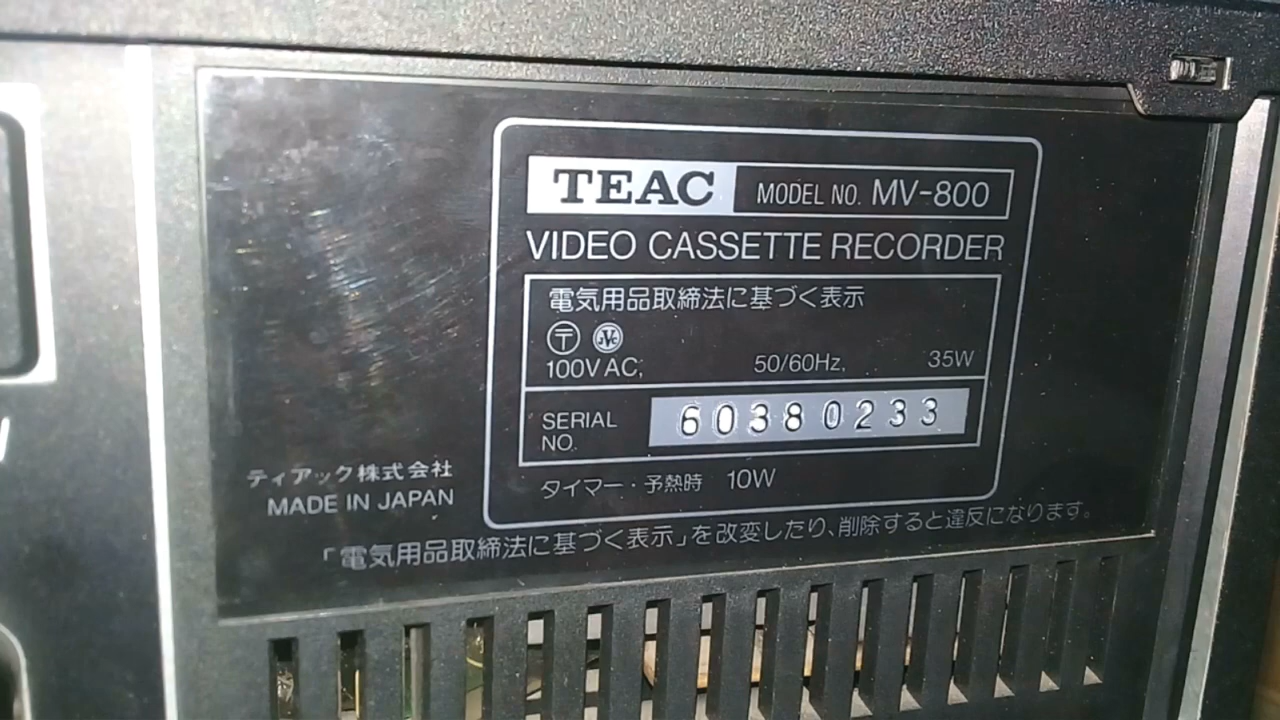 TEAC MODEL NO. MV-800
VIDEO CASSETTE RECORDER
電気用品取締法に基づく表示
〒 JVC
100V AC, 50/60Hz, 35W
SERIAL NO. 60380233
タイマー・予熱時 10W
ティアック株式会社
MADE IN JAPAN
「電気用品取締法に基づく表示」を改変したり、削除すると違反になります。